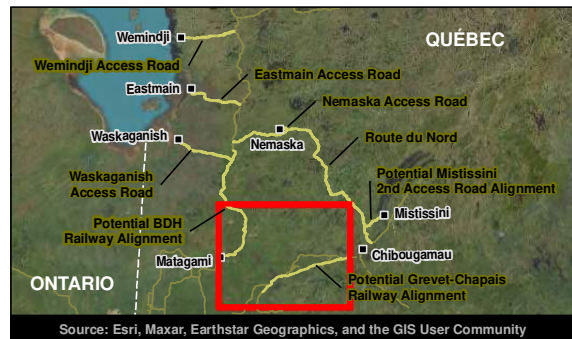 Wemindji
QUÉBEC
Wemindji Access Road
Eastmain Access Road
Eastmain
Nemaska Access Road
Waskaganish
Nemaska
Route du Nord
Waskaganish
Access Road
Potential Mistissini
2nd Access Road Alignment
Potential BDH
Railway Alignment
Mistissini
Matagami
Chibougamau
ONTARIO
Potential Grevet-Chapais
Railway Alignment
Source: Esri, Maxar, Earthstar Geographics, and the GIS User Community